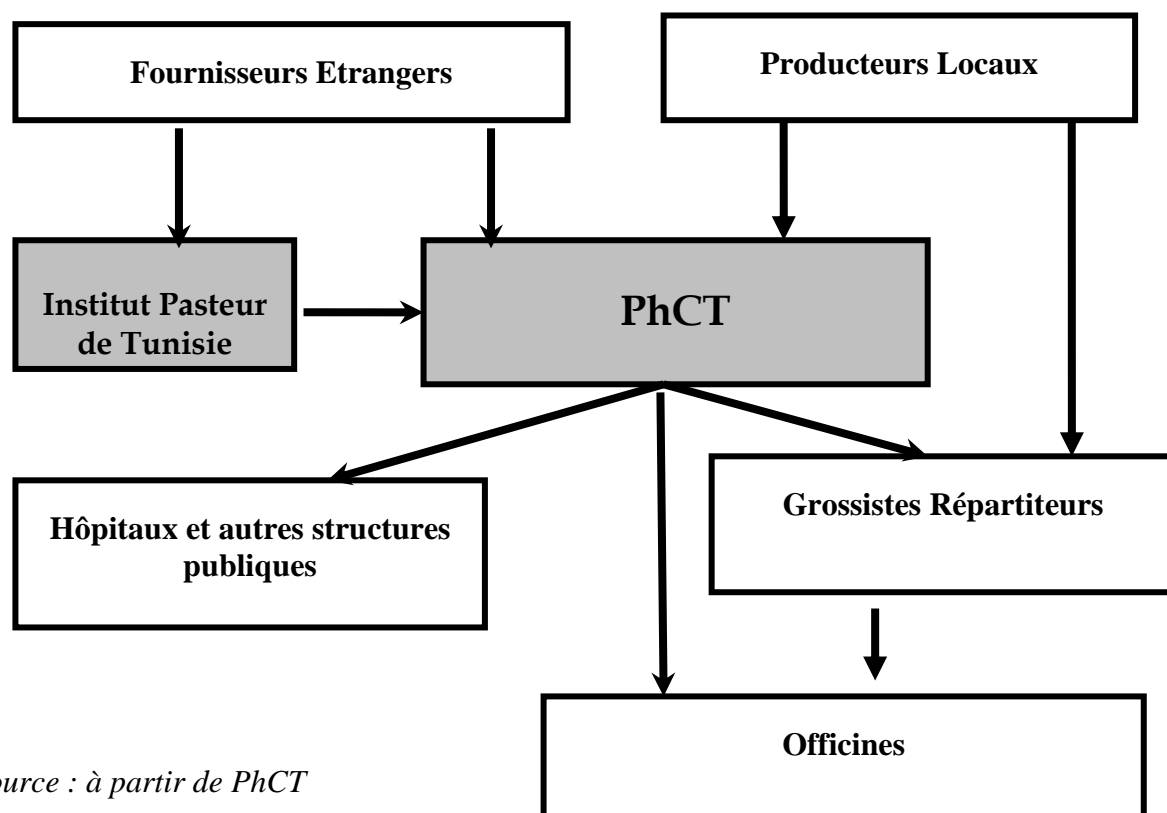 Fournisseurs Etrangers
Producteurs Locaux
Institut Pasteur
de Tunisie
PhCT
Hôpitaux et autres structures
publiques
Grossistes Répartiteurs
Officines
ource : à partir de PhCT